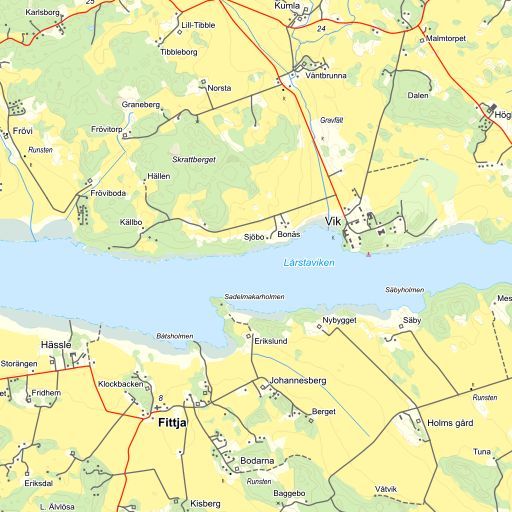 Karlsborg
Lill-Tibble
Kumla
29
24
Malmtorpet
Tibbleborg
Väntbrunna
Norsta
Dalen
Graneberg
Gravfält
Frövi
Frövitorp
Runsten
Skrattberget
Hällen
Fröviboda
Källbo
Vik
Sjöbo
Bonäs
Lårstaviken
Säbyholmen
Sadelmakarholmen
Nybygget
Säby
Båtsholmen
Erikslund
Hässle
Storängen
Klockbacken
Johannesberg
Fridhem
8
Runsten
Berget
Fittja
Holms gård
Bodarna
Tuna
Eriksdal
Runsten
Vätvik
Baggebo
L. Älvlösa
Kisberg